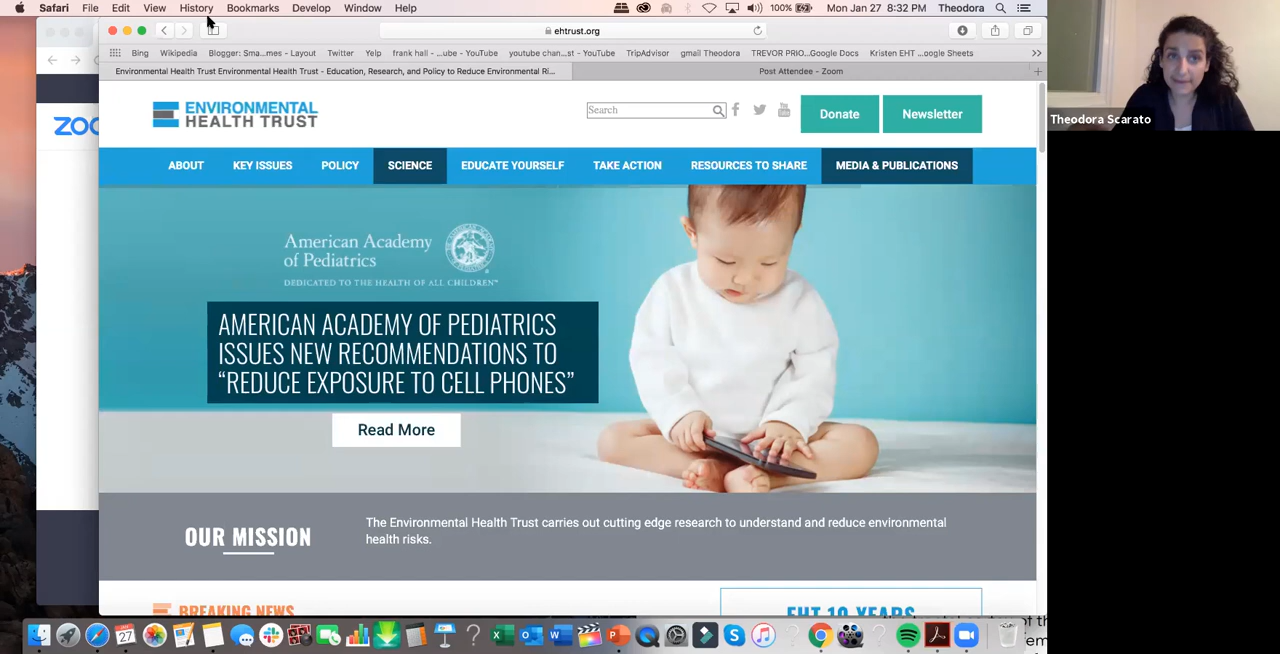 Safari File Edit View History Bookmarks Develop Window Help 100% Mon Jan 27 8:32 PM Theodora
ehtrust.org
Bing Wikipedia Blogger: Sma...mes - Layout Twitter Yelp frank hall - ...ube - YouTube youtube chan...st - YouTube TripAdvisor gmail Theodora TREVOR PRIO...Google Docs Kristen EHT ...oogle Sheets >>
Environmental Health Trust Environmental Health Trust - Education, Research, and Policy to Reduce Environmental Ri... Post Attendee - Zoom
ENVIRONMENTAL
HEALTH TRUST
Search
Donate Newsletter
Theodora Scarato
ZOO
ABOUT KEY ISSUES POLICY SCIENCE EDUCATE YOURSELF TAKE ACTION RESOURCES TO SHARE MEDIA & PUBLICATIONS
American Academy
of Pediatrics
DEDICATED TO THE HEALTH OF ALL CHILDREN™
AMERICAN ACADEMY OF PEDIATRICS
ISSUES NEW RECOMMENDATIONS TO
“REDUCE EXPOSURE TO CELL PHONES”
Read More
OUR MISSION
The Environmental Health Trust carries out cutting edge research to understand and reduce environmental
health risks.
BREAKING NEWS
EHT 10 YEARS